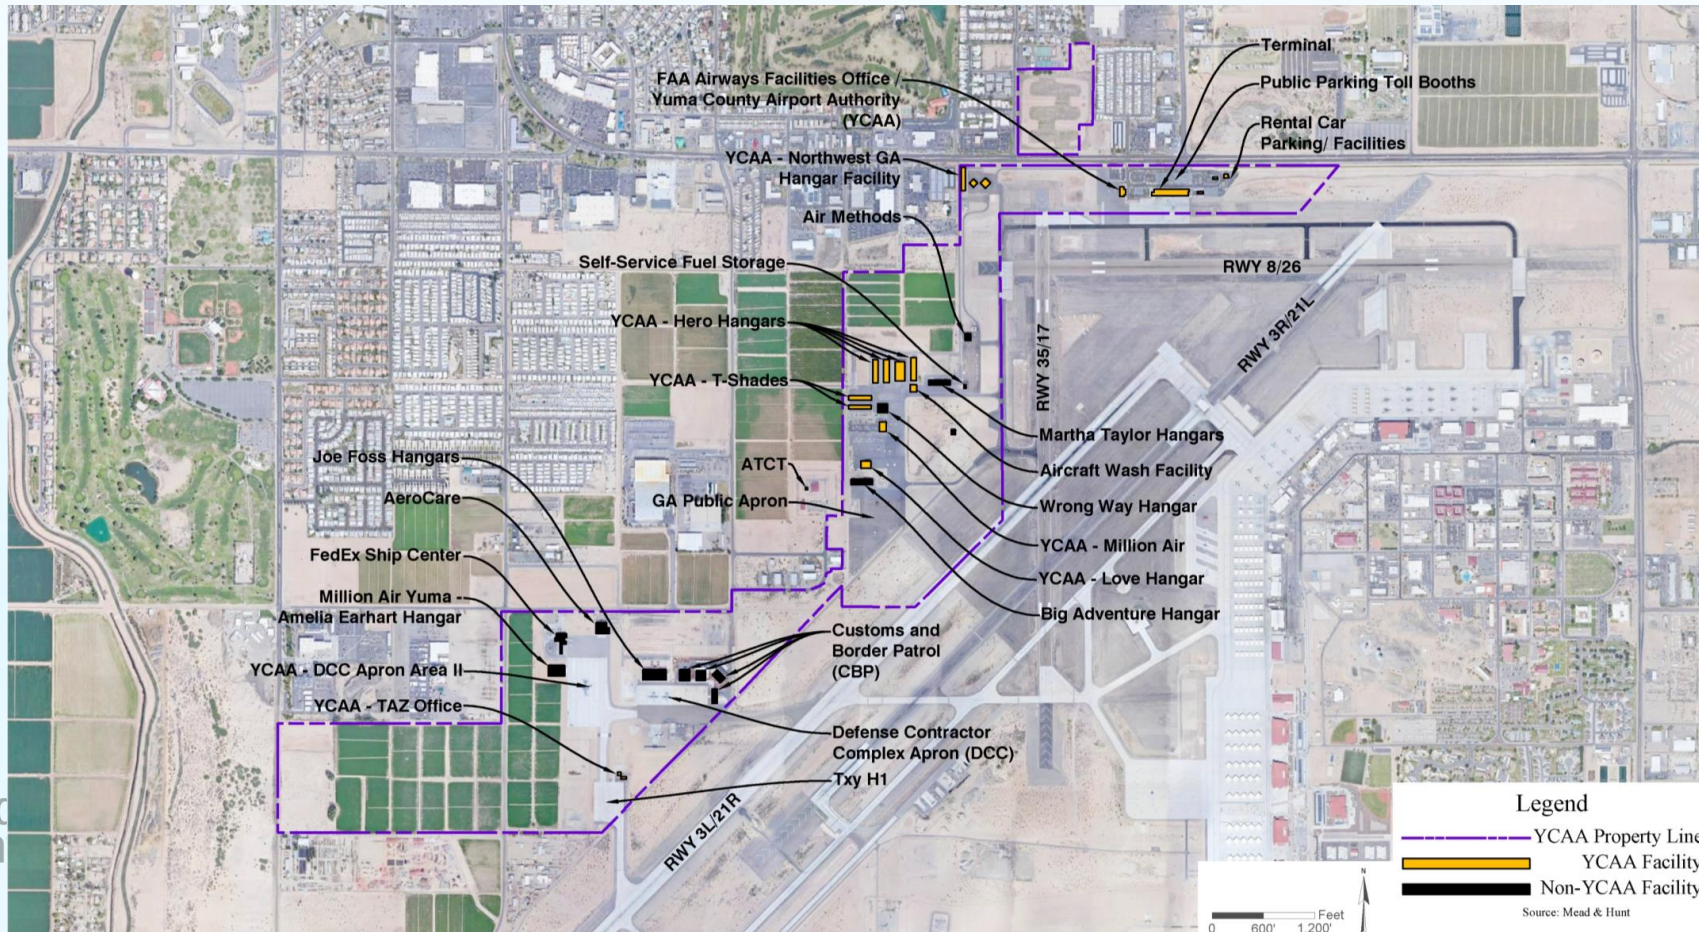 Terminal
Public Parking Toll Booths
Rental Car
Parking/ Facilities
FAA Airways Facilities Office /
Yuma County Airport Authority
(YCAA)
YCAA - Northwest GA
Hangar Facility
Air Methods
Self-Service Fuel Storage
YCAA - Hero Hangars
YCAA - T-Shades
Joe Foss Hangars
AeroCare
ATCT
GA Public Apron
FedEx Ship Center
Million Air Yuma -
Amelia Earhart Hangar
YCAA - DCC Apron Area II
YCAA - TAZ Office
RWY 8/26
RWY 35/17
RWY 3R/21L
Martha Taylor Hangars
Aircraft Wash Facility
Wrong Way Hangar
YCAA - Million Air
YCAA - Love Hangar
Big Adventure Hangar
Customs and
Border Patrol
(CBP)
Defense Contractor
Complex Apron (DCC)
Txy H1
RWY 3L/21R
Legend
YCAA Property Line
YCAA Facility
Non-YCAA Facility
Source: Mead & Hunt
N
Feet
0 600' 1,200'